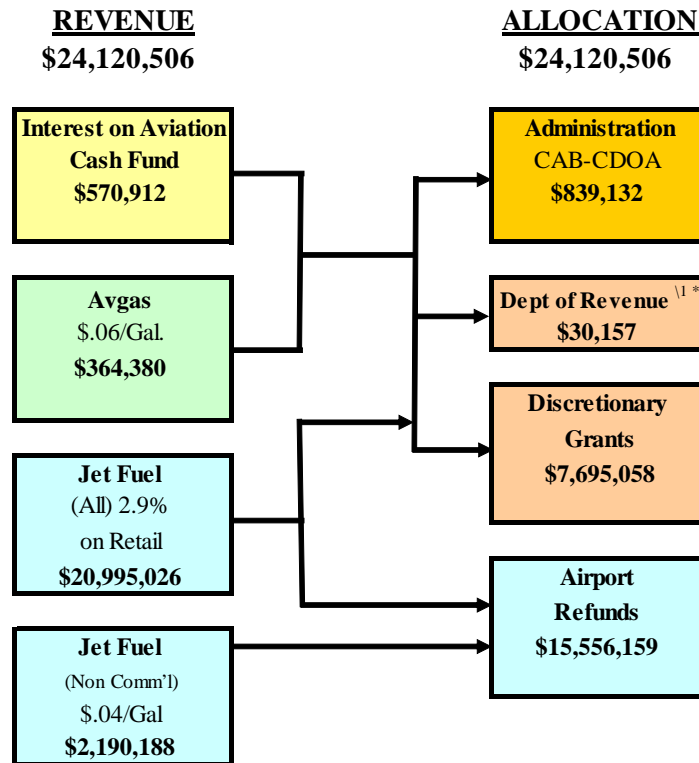 REVENUE
$24,120,506
Interest on Aviation
Cash Fund
$570,912
Avgas
$.06/Gal.
$364,380
Jet Fuel
(All) 2.9%
on Retail
$20,995,026
Jet Fuel
(Non Comm'l)
$.04/Gal
$2,190,188
ALLOCATION
$24,120,506
Administration
CAB-CDOA
$839,132
Dept of Revenue \1 *
$30,157
Discretionary
Grants
$7,695,058
Airport
Refunds
$15,556,159